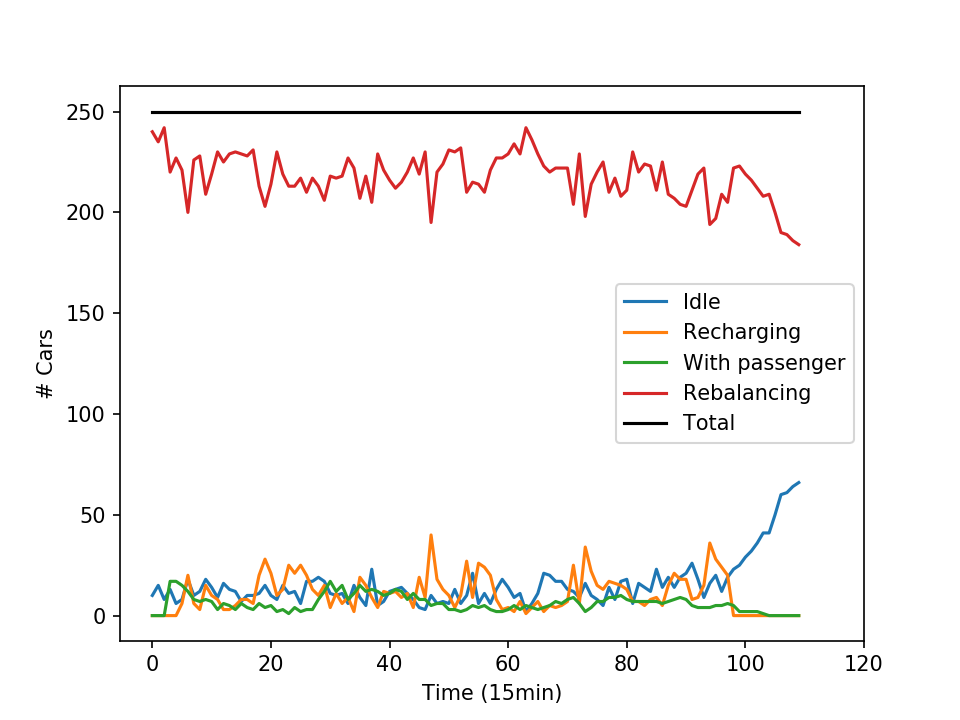 250
200
150
100
50
0
# Cars
Idle
Recharging
With passenger
Rebalancing
Total
0 20 40 60 80 100 120
Time (15min)